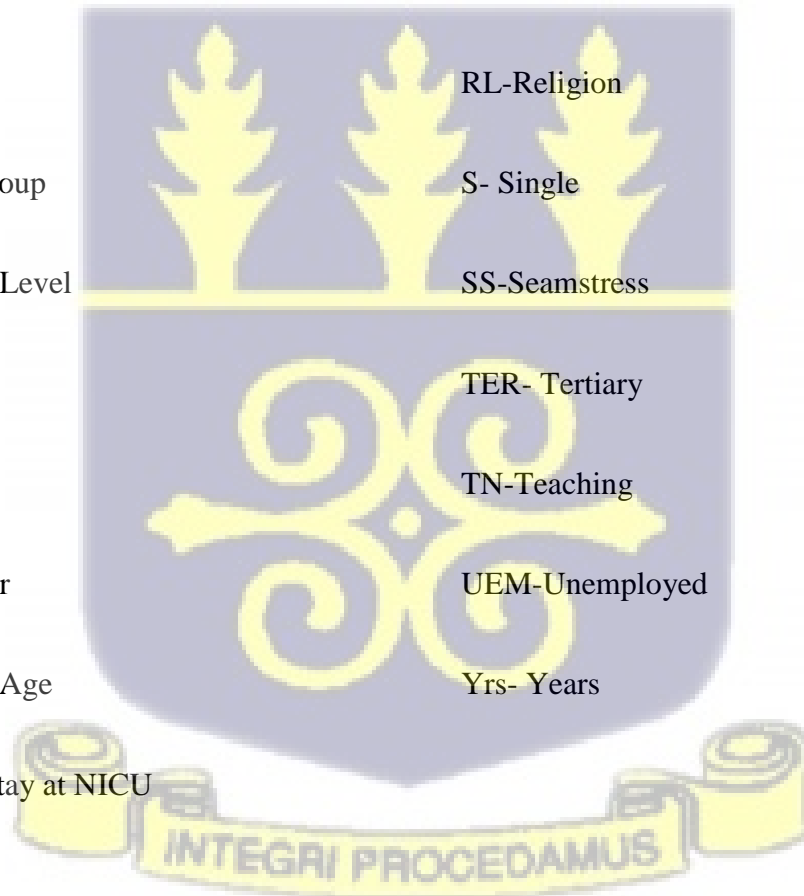 RL-Religion
oup S- Single
Level SS-Seamstress
TER- Tertiary
TN-Teaching
r UEM-Unemployed
Age Yrs- Years
tay at NICU
INTEGRI PROCEDAMUS